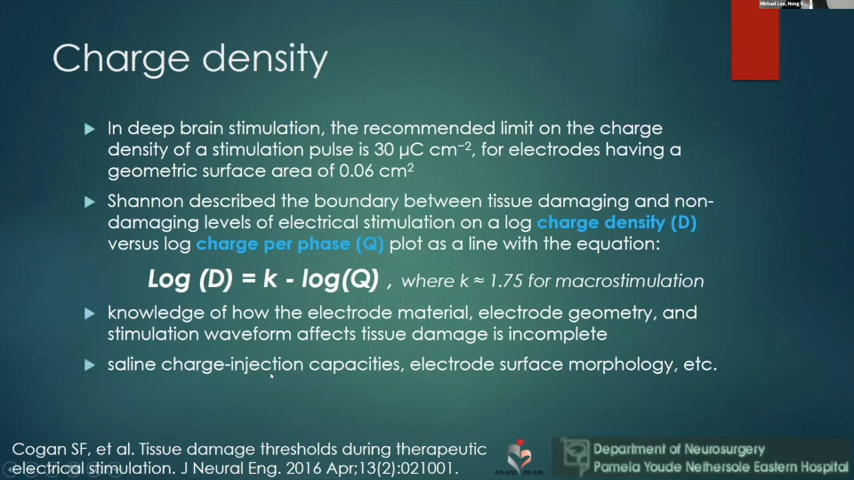 Michael Lee, Hong K
Charge density
In deep brain stimulation, the recommended limit on the charge
density of a stimulation pulse is 30 μC cm⁻², for electrodes having a
geometric surface area of 0.06 cm²
Shannon described the boundary between tissue damaging and non-
damaging levels of electrical stimulation on a log charge density (D)
versus log charge per phase (Q) plot as a line with the equation:
Log (D) = k - log(Q) , where k ≈ 1.75 for macrostimulation
knowledge of how the electrode material, electrode geometry, and
stimulation waveform affects tissue damage is incomplete
saline charge-injection capacities, electrode surface morphology, etc.
Cogan SF, et al. Tissue damage thresholds during therapeutic
electrical stimulation. J Neural Eng. 2016 Apr;13(2):021001.
Department of Neurosurgery
Pamela Youde Nethersole Eastern Hospital